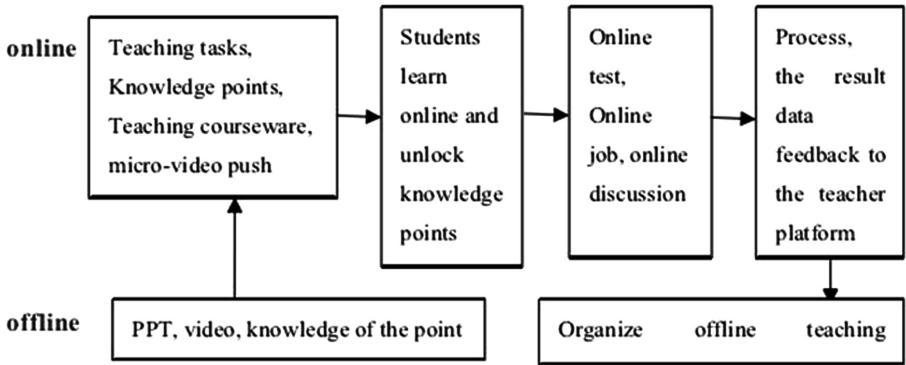 online
Teaching tasks,
Knowledge points,
Teaching courseware,
micro-video push
Students
learn
online and
unlock
knowledge
points
Online
test,
Online
job, online
discussion
Process,
the result
data
feedback to
the teacher
platform
offline
PPT, video, knowledge of the point
Organize offline teaching